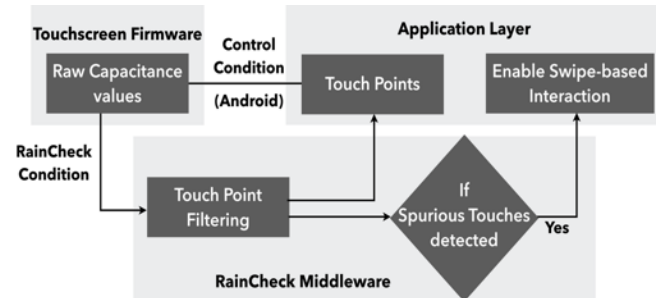 Touchscreen Firmware
Raw Capacitance
values
Control
Condition
(Android)
Application Layer
Touch Points
Enable Swipe-based
Interaction
RainCheck
Condition
Touch Point
Filtering
If
Spurious Touches
detected
Yes
RainCheck Middleware